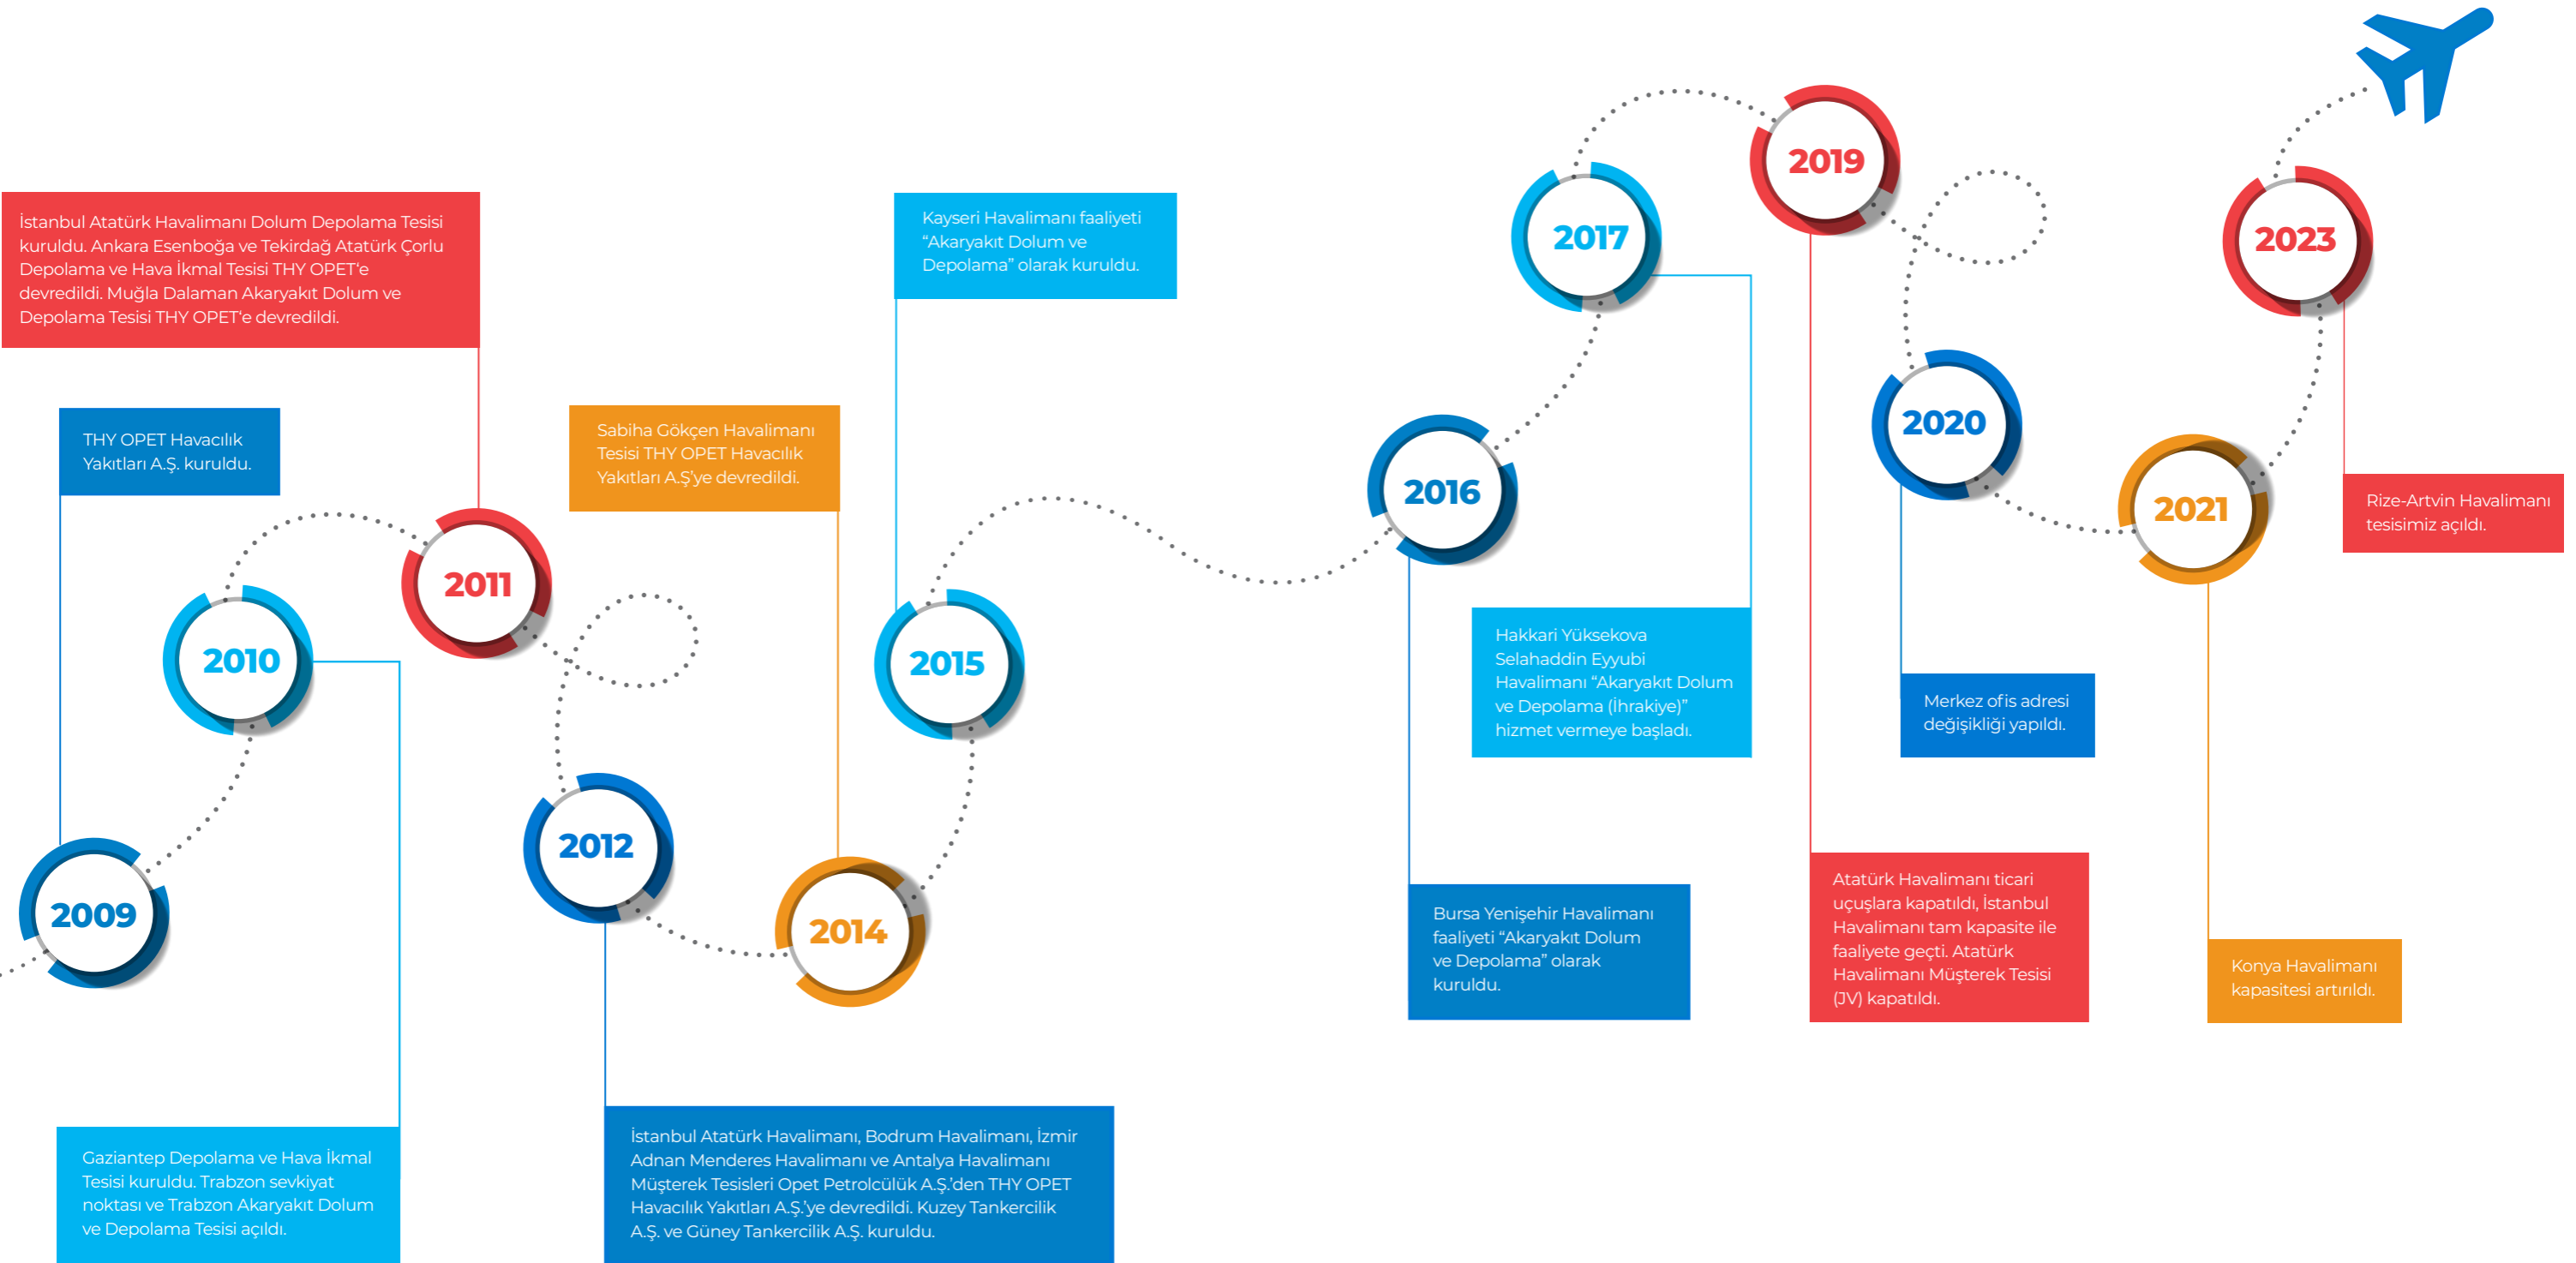 2009
THY OPET Havacılık
Yakıtları A.Ş. kuruldu.
2010
Gaziantep Depolama ve Hava İkmal
Tesisi kuruldu. Trabzon sevkiyat
noktası ve Trabzon Akaryakıt Dolum
ve Depolama Tesisi açıldı.
2011
İstanbul Atatürk Havalimanı Dolum Depolama Tesisi
kuruldu. Ankara Esenboğa ve Tekirdağ Atatürk Çorlu
Depolama ve Hava İkmal Tesisi THY OPET‘e
devredildi. Muğla Dalaman Akaryakıt Dolum ve
Depolama Tesisi THY OPET‘e devredildi.
2012
İstanbul Atatürk Havalimanı, Bodrum Havalimanı, İzmir
Adnan Menderes Havalimanı ve Antalya Havalimanı
Müşterek Tesisleri Opet Petrolcülük A.Ş.’den THY OPET
Havacılık Yakıtları A.Ş.’ye devredildi. Kuzey Tankercilik
A.Ş. ve Güney Tankercilik A.Ş. kuruldu.
2014
Sabiha Gökçen Havalimanı
Tesisi THY OPET Havacılık
Yakıtları A.Ş’ye devredildi.
2015
Kayseri Havalimanı faaliyeti
“Akaryakıt Dolum ve
Depolama” olarak kuruldu.
2016
Bursa Yenişehir Havalimanı
faaliyeti “Akaryakıt Dolum
ve Depolama” olarak
kuruldu.
2017
Hakkari Yüksekova
Selahaddin Eyyubi
Havalimanı “Akaryakıt Dolum
ve Depolama (İhrakiye)”
hizmet vermeye başladı.
2019
Atatürk Havalimanı ticari
uçuşlara kapatıldı, İstanbul
Havalimanı tam kapasite ile
faaliyete geçti. Atatürk
Havalimanı Müşterek Tesisi
(JV) kapatıldı.
2020
Merkez ofis adresi
değişikliği yapıldı.
2021
Konya Havalimanı
kapasitesi artırıldı.
2023
Rize-Artvin Havalimanı
tesisimiz açıldı.